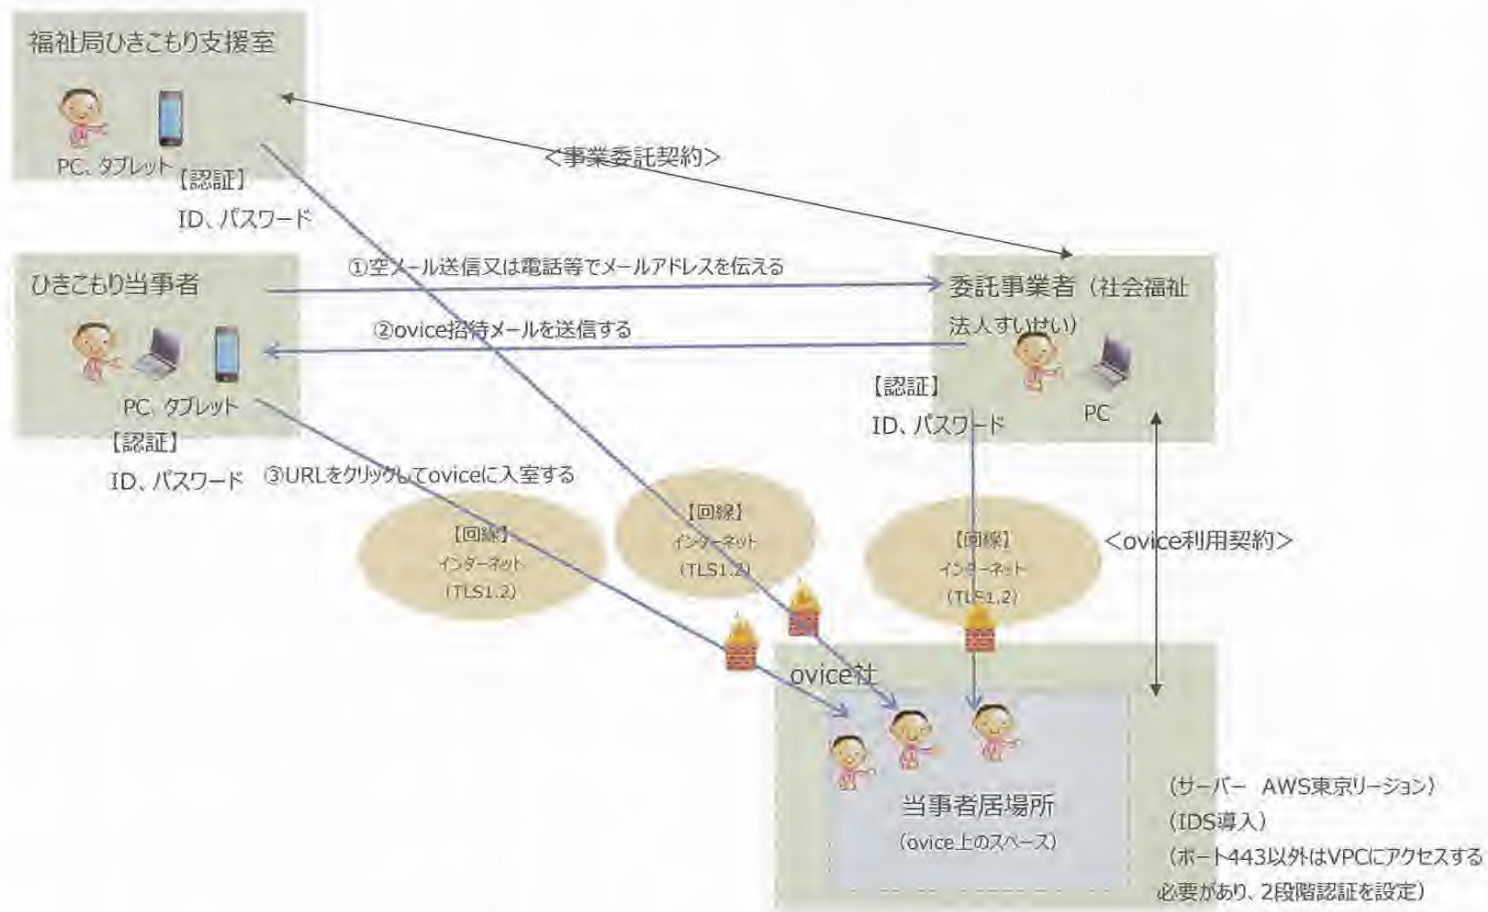 福祉局ひきこもり支援室
PC、タブレット
【認証】
ID、パスワード
<事業委託契約>
ひきこもり当事者
PC、タブレット
【認証】
ID、パスワード
①空メール送信又は電話等でメールアドレスを伝える
②ovice招待メールを送信する
③URLをクリックしてoviceに入室する
委託事業者（社会福祉
法人すいせい）
【認証】
ID、パスワード
PC
【回線】
インターネット
(TLS1.2)
【回線】
インターネット
(TLS1.2)
【回線】
インターネット
(TLS1.2)
<ovice利用契約>
ovice社
当事者居場所
(ovice上のスペース)
(サーバー　AWS東京リージョン)
(IDS導入)
(ポート443以外はVPCにアクセスする
必要があり、2段階認証を設定)